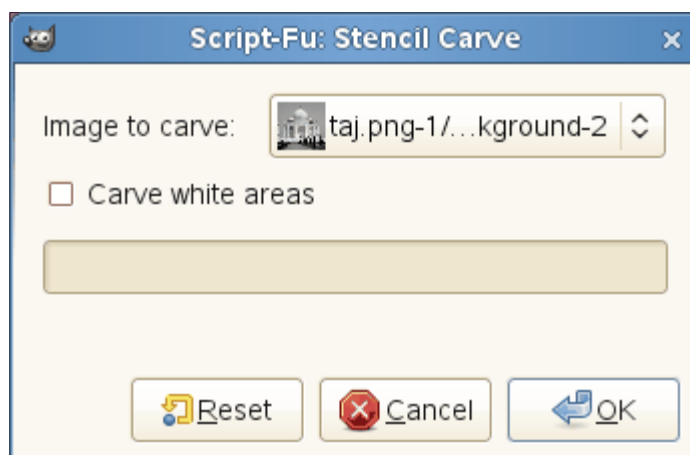 Script-Fu: Stencil Carve
Image to carve: taj.png-1/...kground-2
Carve white areas
Reset Cancel OK